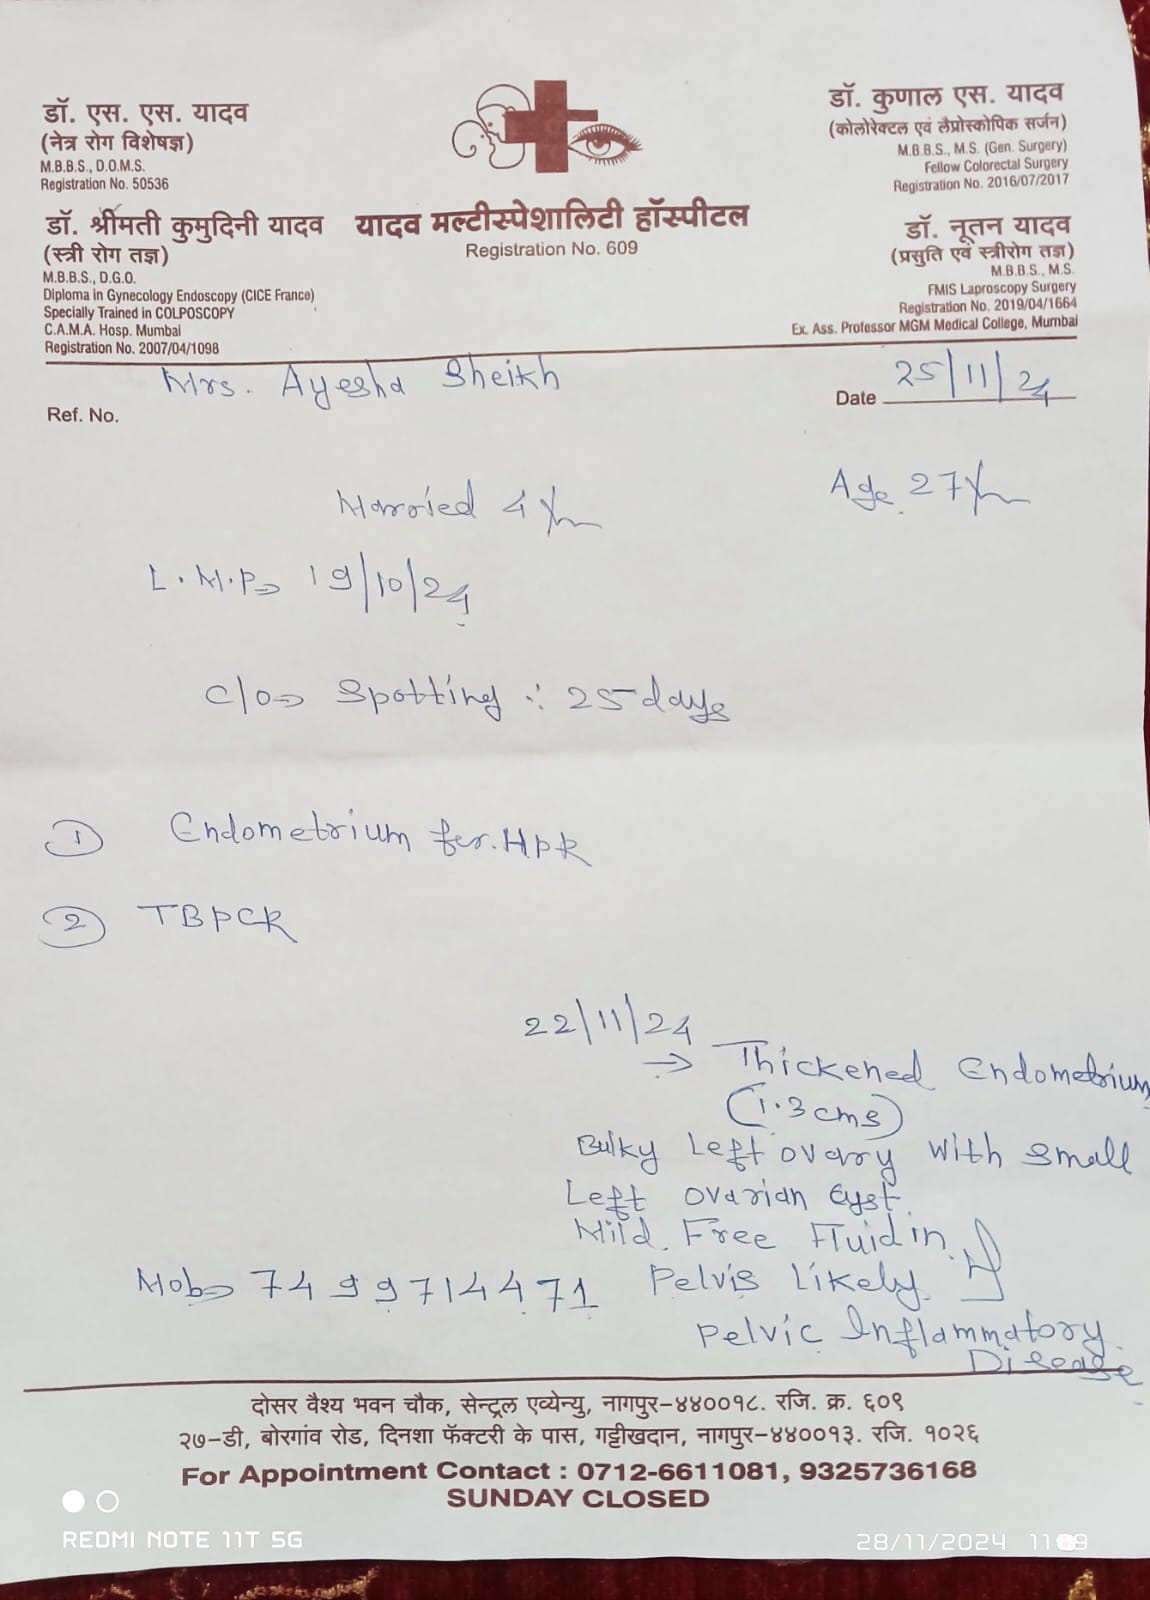 डॉ. एस. एस. यादव
(नेत्र रोग विशेषज्ञ)
M.B.B.S., D.O.M.S.
Registration No. 50536
डॉ. श्रीमती कुमुदिनी यादव
(स्त्री रोग तज्ञ)
M.B.B.S., D.G.O.
Diploma in Gynecology Endoscopy (CICE France)
Specially Trained in COLPOSCOPY
C.A.M.A. Hosp. Mumbai
Registration No. 2007/04/1098
यादव मल्टीस्पेशालिटी हॉस्पीटल
Registration No. 609
डॉ. कुणाल एस. यादव
(कोलोरेक्टल एवं लैप्रोस्कोपिक सर्जन)
M.B.B.S., M.S. (Gen. Surgery)
Fellow Colorectal Surgery
Registration No. 2016/07/2017
डॉ. नूतन यादव
(प्रसुति एवं स्त्रीरोग तज्ञ)
M.B.B.S., M.S.
FMIS Laproscopy Surgery
Registration No. 2019/04/1664
Ex. Ass. Professor MGM Medical College, Mumbai
Mrs. Ayesha Sheikh
Ref. No.
Date 25/11/24
Age 27 Yrs
Married 4 Yrs
L.M.P→ 19/10/24
C/O→ Spotting ∴ 25 days
① Endometrium for HPR
② TBPCR
22/11/24
→ Thickened Endometrium
(1.3 cms)
Bulky Left ovary with small
Left ovarian Cyst.
Mild Free Fluid in
Mob→ 7499714471 Pelvis Likely
Pelvic Inflammatory
Disease
दोसर वैश्य भवन चौक, सेन्ट्रल एव्येन्यु, नागपुर-४४००१८. रजि. क्र. ६०९
२७-डी, बोरगांव रोड, दिनशा फॅक्टरी के पास, गट्टीखदान, नागपुर-४४००१३. रजि. १०२६
For Appointment Contact : 0712-6611081, 9325736168
SUNDAY CLOSED
REDMI NOTE 11T 5G
28/11/2024